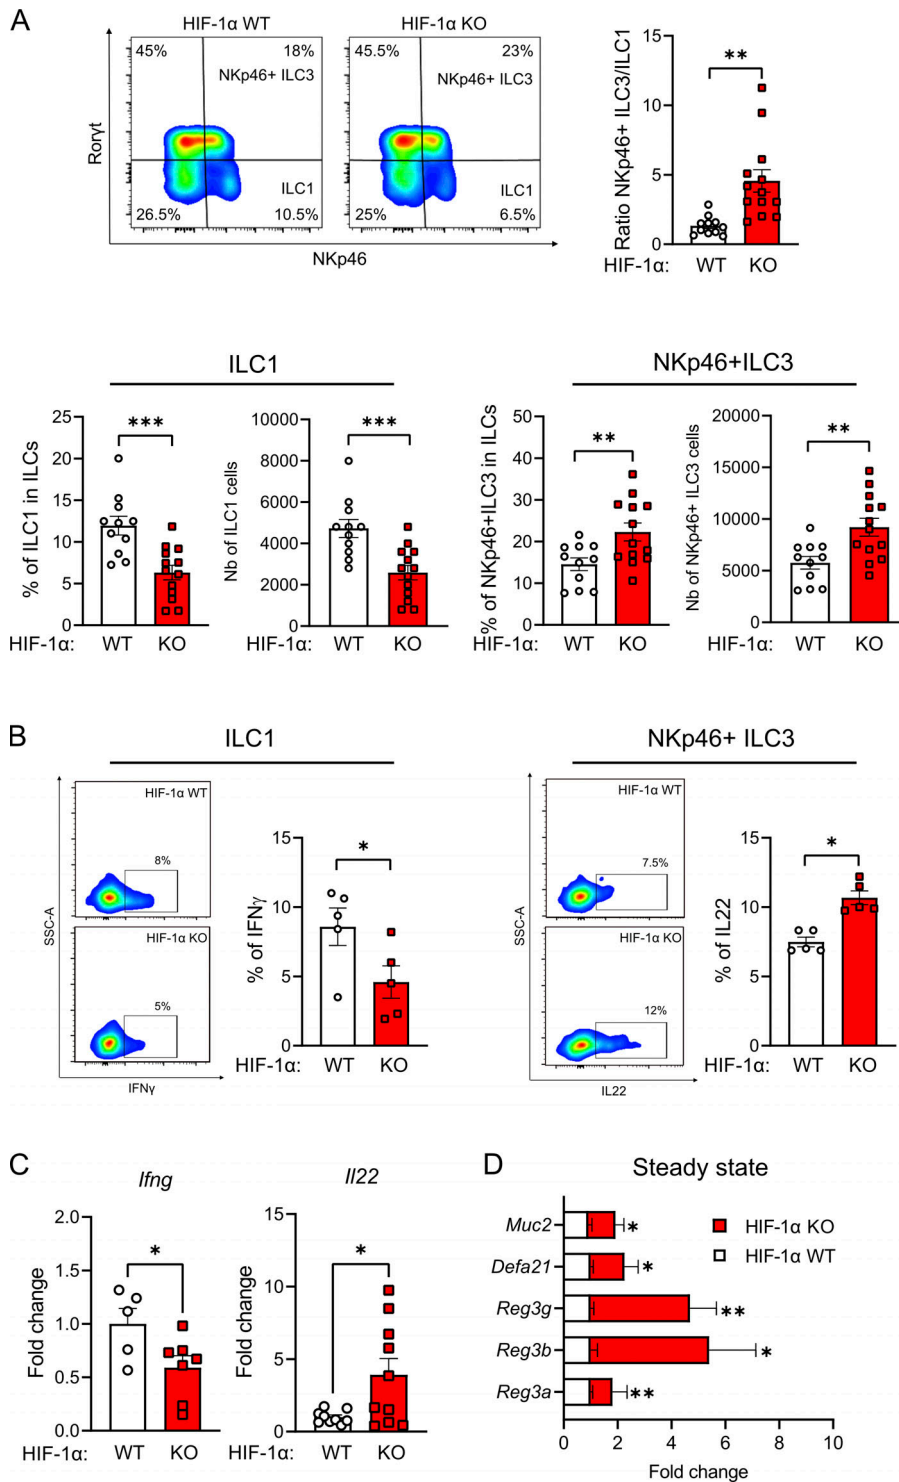 A
HIF-1α WT
HIF-1α KO
45%
18%
NKp46+ ILC3
ILC1
26.5%
10.5%
45.5%
23%
NKp46+ ILC3
ILC1
25%
6.5%
Rorγt
NKp46
Ratio NKp46+ ILC3/ILC1
15
10
5
0
**
HIF-1α: WT KO
ILC1
NKp46+ILC3
% of ILC1 in ILCs
25
20
15
10
5
0
***
HIF-1α: WT KO
Nb of ILC1 cells
10000
8000
6000
4000
2000
0
***
WT KO
% of NKp46+ILC3 in ILCs
50
40
30
20
10
0
**
HIF-1α: WT KO
Nb of NKp46+ ILC3 cells
20000
15000
10000
5000
0
**
WT KO
B
ILC1
NKp46+ ILC3
HIF-1α WT
8%
HIF-1α KO
5%
SSC-A
IFNγ
% of IFNγ
15
10
5
0
*
HIF-1α: WT KO
HIF-1α WT
7.5%
HIF-1α KO
12%
SSC-A
IL22
% of IL22
15
10
5
0
*
HIF-1α: WT KO
C
Ifng
Fold change
2.0
1.5
1.0
0.5
0.0
*
HIF-1α: WT KO
Il22
Fold change
15
10
5
0
*
HIF-1α: WT KO
D
Steady state
Muc2 *
Defa21 *
Reg3g **
Reg3b *
Reg3a **
HIF-1α KO
HIF-1α WT
0 2 4 6 8 10
Fold change